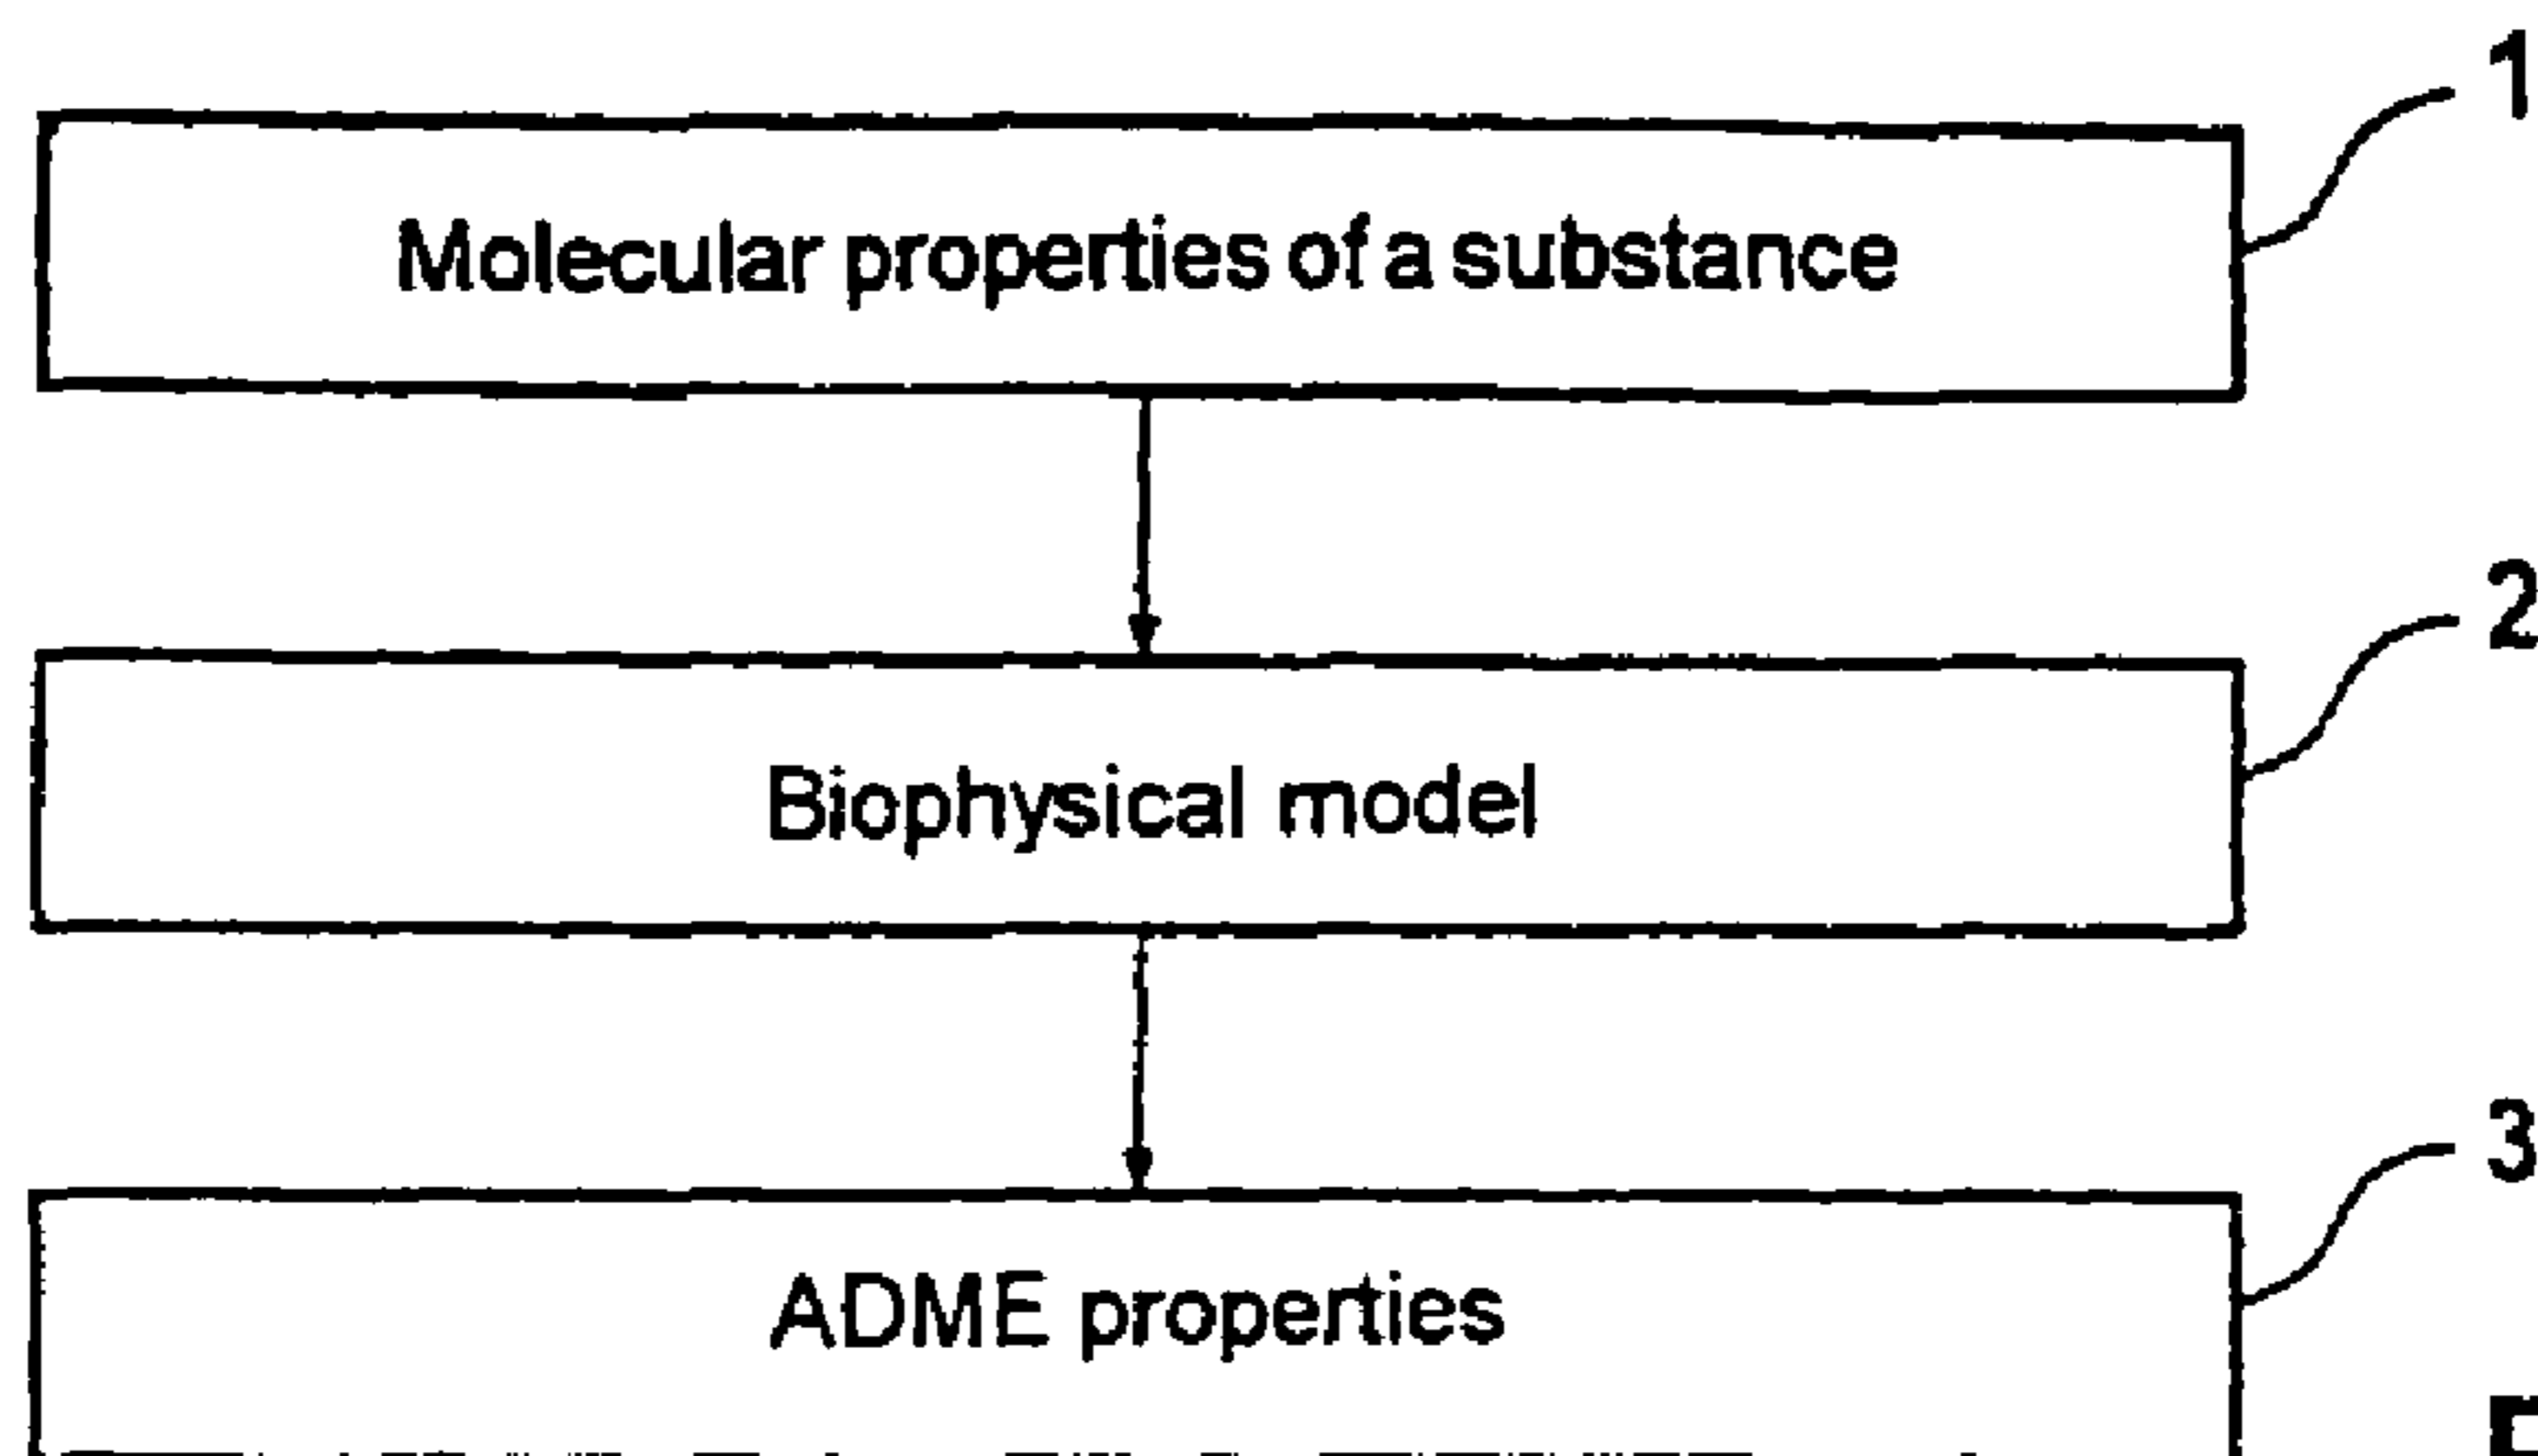 1
Molecular properties of a substance
2
Biophysical model
3
ADME properties